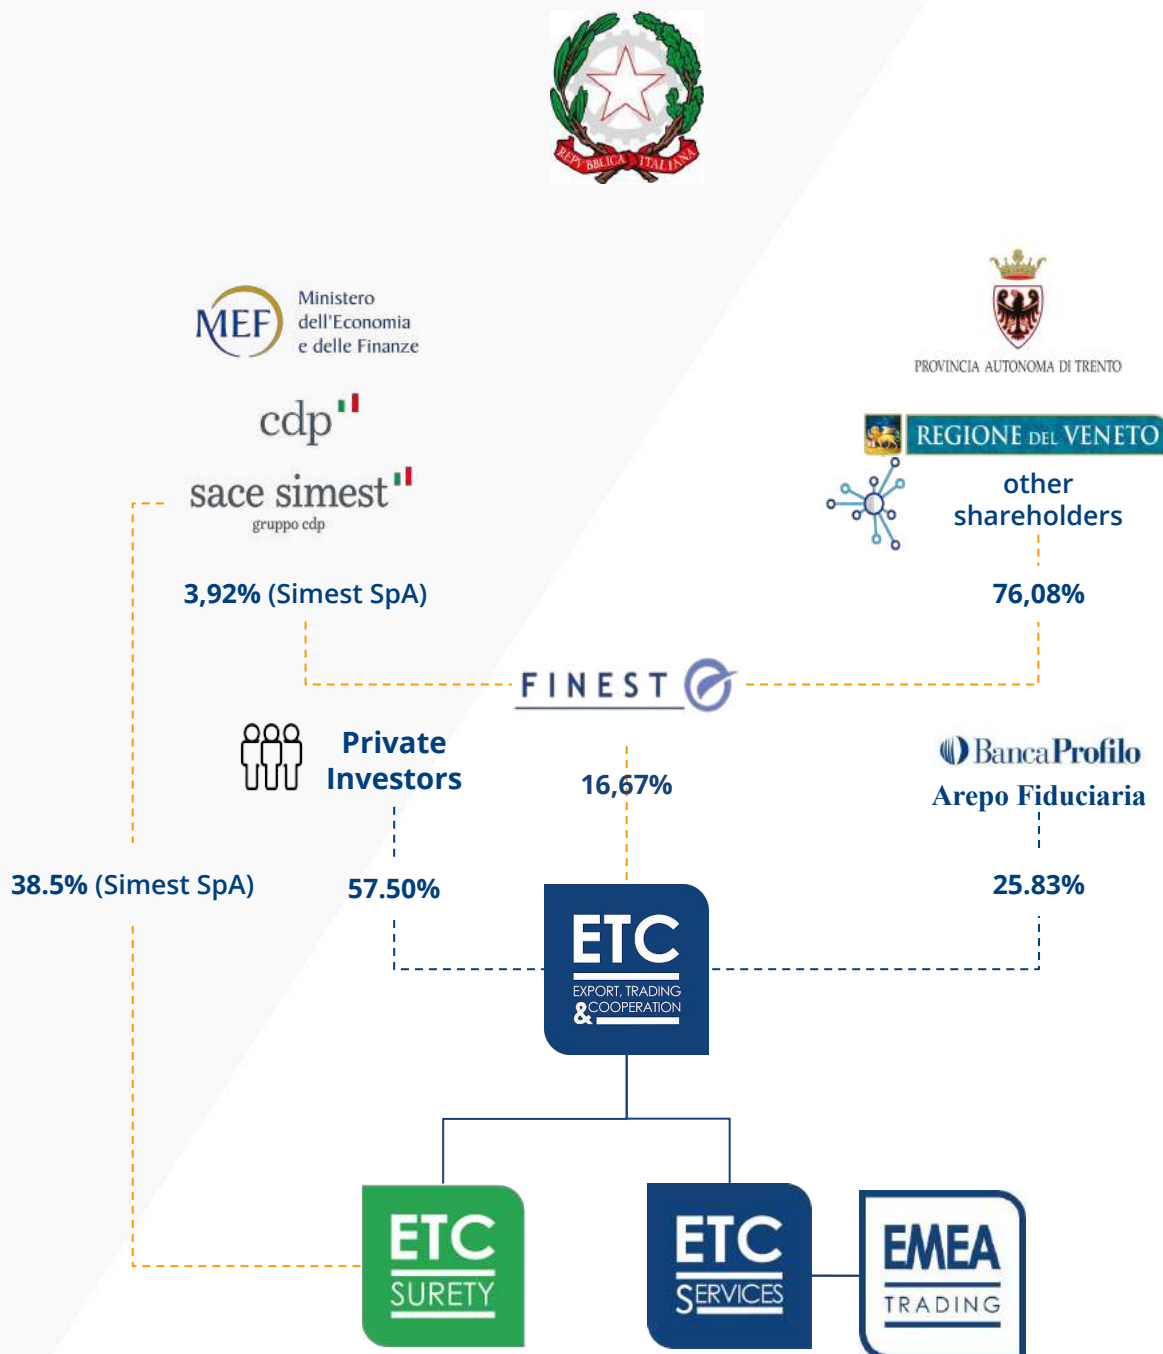 REPVBBLICA ITALIANA
MEF
Ministero
dell'Economia
e delle Finanze
PROVINCIA AUTONOMA DI TRENTO
cdp
REGIONE DEL VENETO
sace simest
gruppo cdp
other
shareholders
3,92% (Simest SpA)
76,08%
FINEST
Private
Investors
16,67%
BancaProfilo
Arepo Fiduciaria
38.5% (Simest SpA)
57.50%
25.83%
ETC
EXPORT, TRADING
& COOPERATION
ETC
SURETY
ETC
SERVICES
EMEA
TRADING